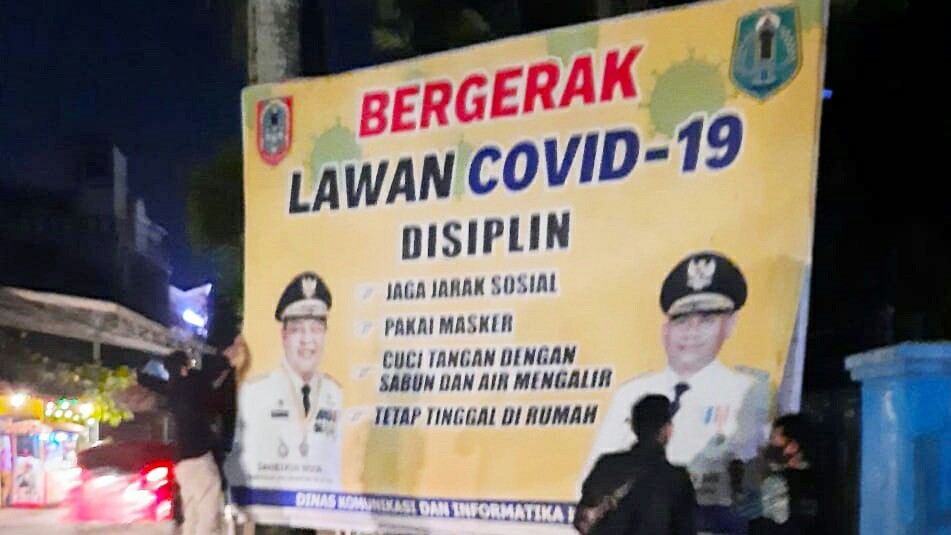 BERGERAK
LAWAN COVID-19
DISIPLIN
JAGA JARAK SOSIAL
PAKAI MASKER
CUCI TANGAN DENGAN
SABUN DAN AIR MENGALIR
TETAP TINGGAL DI RUMAH
DINAS KOMUNIKASI DAN INFORMATIKA